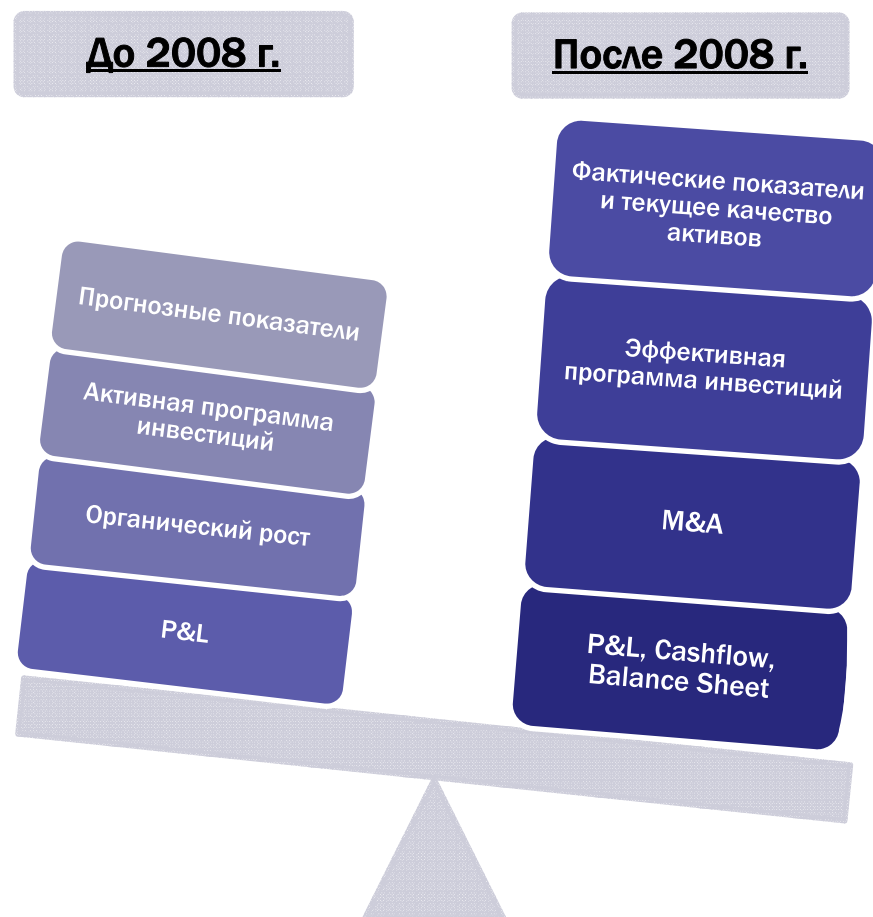 До 2008 г.
Прогнозные показатели
Активная программа
инвестиций
Органический рост
P&L
После 2008 г.
Фактические показатели
и текущее качество
активов
Эффективная
программа инвестиций
M&A
P&L, Cashflow,
Balance Sheet